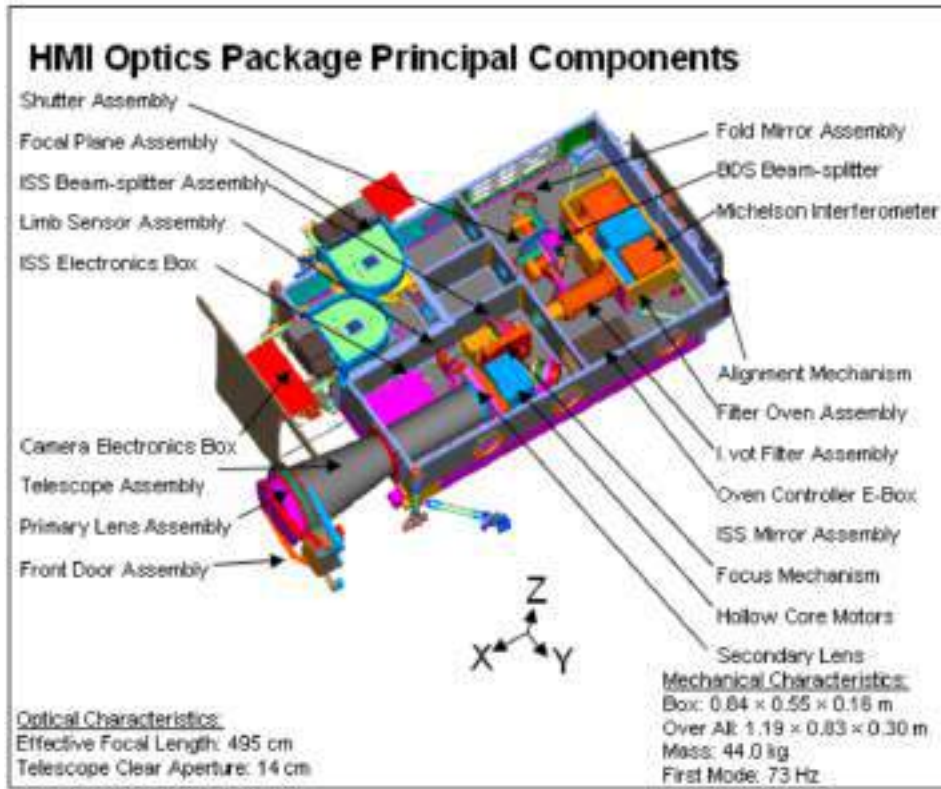 HMI Optics Package Principal Components
Shutter Assembly
Focal Plane Assembly
ISS Beam-splitter Assembly
Limb Sensor Assembly
ISS Electronics Box
Camera Electronics Box
Telescope Assembly
Primary Lens Assembly
Front Door Assembly
Fold Mirror Assembly
BDS Beam-splitter
Michelson Interferometer
Alignment Mechanism
Filter Oven Assembly
Lyot Filter Assembly
Oven Controller E-Box
ISS Mirror Assembly
Focus Mechanism
Hollow Core Motors
Secondary Lens
Z
X
Y
Optical Characteristics:
Effective Focal Length: 495 cm
Telescope Clear Aperture: 14 cm
Mechanical Characteristics:
Box: 0.84 × 0.55 × 0.16 m
Over All: 1.19 × 0.83 × 0.30 m
Mass: 44.0 kg
First Mode: 73 Hz